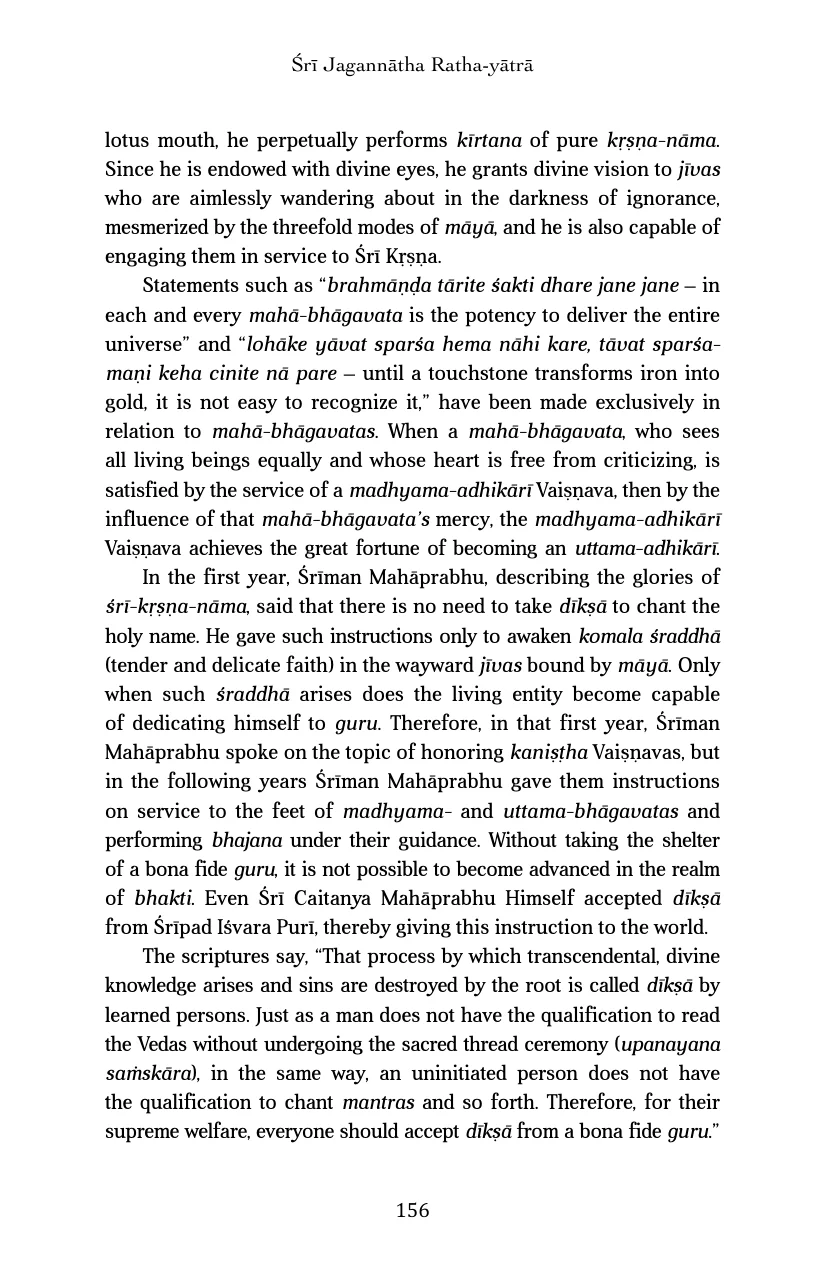 Śrī Jagannātha Ratha-yātrā
lotus mouth, he perpetually performs kīrtana of pure kṛṣṇa-nāma.
Since he is endowed with divine eyes, he grants divine vision to jīvas
who are aimlessly wandering about in the darkness of ignorance,
mesmerized by the threefold modes of māyā, and he is also capable of
engaging them in service to Śrī Kṛṣṇa.
Statements such as “brahmāṇḍa tārite śakti dhare jane jane – in
each and every mahā-bhāgavata is the potency to deliver the entire
universe” and “lohāke yāvat sparśa hema nāhi kare, tāvat sparśa-
maṇi keha cinite nā pare – until a touchstone transforms iron into
gold, it is not easy to recognize it,” have been made exclusively in
relation to mahā-bhāgavatas. When a mahā-bhāgavata, who sees
all living beings equally and whose heart is free from criticizing, is
satisfied by the service of a madhyama-adhikārī Vaiṣṇava, then by the
influence of that mahā-bhāgavata’s mercy, the madhyama-adhikārī
Vaiṣṇava achieves the great fortune of becoming an uttama-adhikārī.
In the first year, Śrīman Mahāprabhu, describing the glories of
śrī-kṛṣṇa-nāma, said that there is no need to take dīkṣā to chant the
holy name. He gave such instructions only to awaken komala śraddhā
(tender and delicate faith) in the wayward jīvas bound by māyā. Only
when such śraddhā arises does the living entity become capable
of dedicating himself to guru. Therefore, in that first year, Śrīman
Mahāprabhu spoke on the topic of honoring kaniṣṭha Vaiṣṇavas, but
in the following years Śrīman Mahāprabhu gave them instructions
on service to the feet of madhyama- and uttama-bhāgavatas and
performing bhajana under their guidance. Without taking the shelter
of a bona fide guru, it is not possible to become advanced in the realm
of bhakti. Even Śrī Caitanya Mahāprabhu Himself accepted dīkṣā
from Śrīpad Iśvara Purī, thereby giving this instruction to the world.
The scriptures say, “That process by which transcendental, divine
knowledge arises and sins are destroyed by the root is called dīkṣā by
learned persons. Just as a man does not have the qualification to read
the Vedas without undergoing the sacred thread ceremony (upanayana
saṁskāra), in the same way, an uninitiated person does not have
the qualification to chant mantras and so forth. Therefore, for their
supreme welfare, everyone should accept dīkṣā from a bona fide guru.”
156